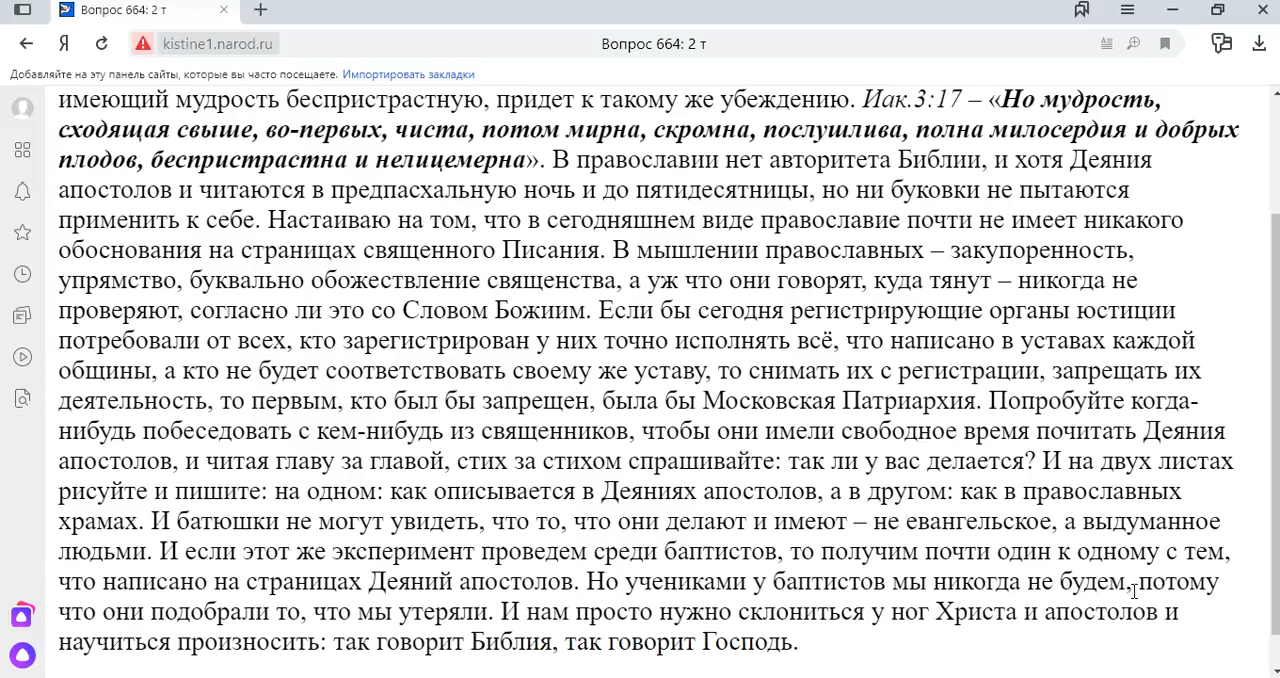 Вопрос 664: 2 т
kistine1.narod.ru
Вопрос 664: 2 т
Добавляйте на эту панель сайты, которые вы часто посещаете. Импортировать закладки
имеющий мудрость беспристрастную, придет к такому же убеждению. Иак.3:17 – «Но мудрость,
сходящая свыше, во-первых, чиста, потом мирна, скромна, послушлива, полна милосердия и добрых
плодов, беспристрастна и нелицемерна». В православии нет авторитета Библии, и хотя Деяния
апостолов и читаются в предпасхальную ночь и до пятидесятницы, но ни буковки не пытаются
применить к себе. Настаиваю на том, что в сегодняшнем виде православие почти не имеет никакого
обоснования на страницах священного Писания. В мышлении православных – закупоренность,
упрямство, буквально обожествление священства, а уж что они говорят, куда тянут – никогда не
проверяют, согласно ли это со Словом Божиим. Если бы сегодня регистрирующие органы юстиции
потребовали от всех, кто зарегистрирован у них точно исполнять всё, что написано в уставах каждой
общины, а кто не будет соответствовать своему же уставу, то снимать их с регистрации, запрещать их
деятельность, то первым, кто был бы запрещен, была бы Московская Патриархия. Попробуйте когда-
нибудь побеседовать с кем-нибудь из священников, чтобы они имели свободное время почитать Деяния
апостолов, и читая главу за главой, стих за стихом спрашивайте: так ли у вас делается? И на двух листах
рисуйте и пишите: на одном: как описывается в Деяниях апостолов, а в другом: как в православных
храмах. И батюшки не могут увидеть, что то, что они делают и имеют – не евангельское, а выдуманное
людьми. И если этот же эксперимент проведем среди баптистов, то получим почти один к одному с тем,
что написано на страницах Деяний апостолов. Но учениками у баптистов мы никогда не будем, потому
что они подобрали то, что мы утеряли. И нам просто нужно склониться у ног Христа и апостолов и
научиться произносить: так говорит Библия, так говорит Господь.